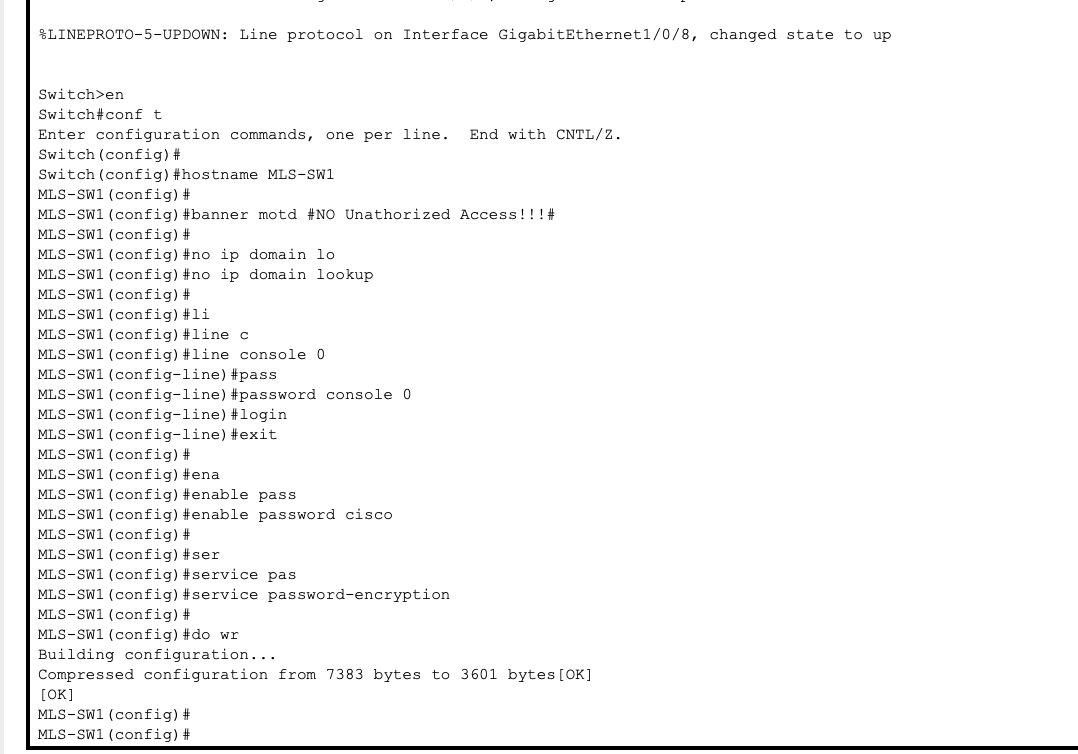 %LINEPROTO-5-UPDOWN: Line protocol on Interface GigabitEthernet1/0/8, changed state to up
Switch>en
Switch#conf t
Enter configuration commands, one per line.  End with CNTL/Z.
Switch(config)#
Switch(config)#hostname MLS-SW1
MLS-SW1(config)#
MLS-SW1(config)#banner motd #NO Unathorized Access!!!#
MLS-SW1(config)#
MLS-SW1(config)#no ip domain lo
MLS-SW1(config)#no ip domain lookup
MLS-SW1(config)#
MLS-SW1(config)#li
MLS-SW1(config)#line c
MLS-SW1(config)#line console 0
MLS-SW1(config-line)#pass
MLS-SW1(config-line)#password console 0
MLS-SW1(config-line)#login
MLS-SW1(config-line)#exit
MLS-SW1(config)#
MLS-SW1(config)#ena
MLS-SW1(config)#enable pass
MLS-SW1(config)#enable password cisco
MLS-SW1(config)#
MLS-SW1(config)#ser
MLS-SW1(config)#service pas
MLS-SW1(config)#service password-encryption
MLS-SW1(config)#
MLS-SW1(config)#do wr
Building configuration...
Compressed configuration from 7383 bytes to 3601 bytes[OK]
[OK]
MLS-SW1(config)#
MLS-SW1(config)#